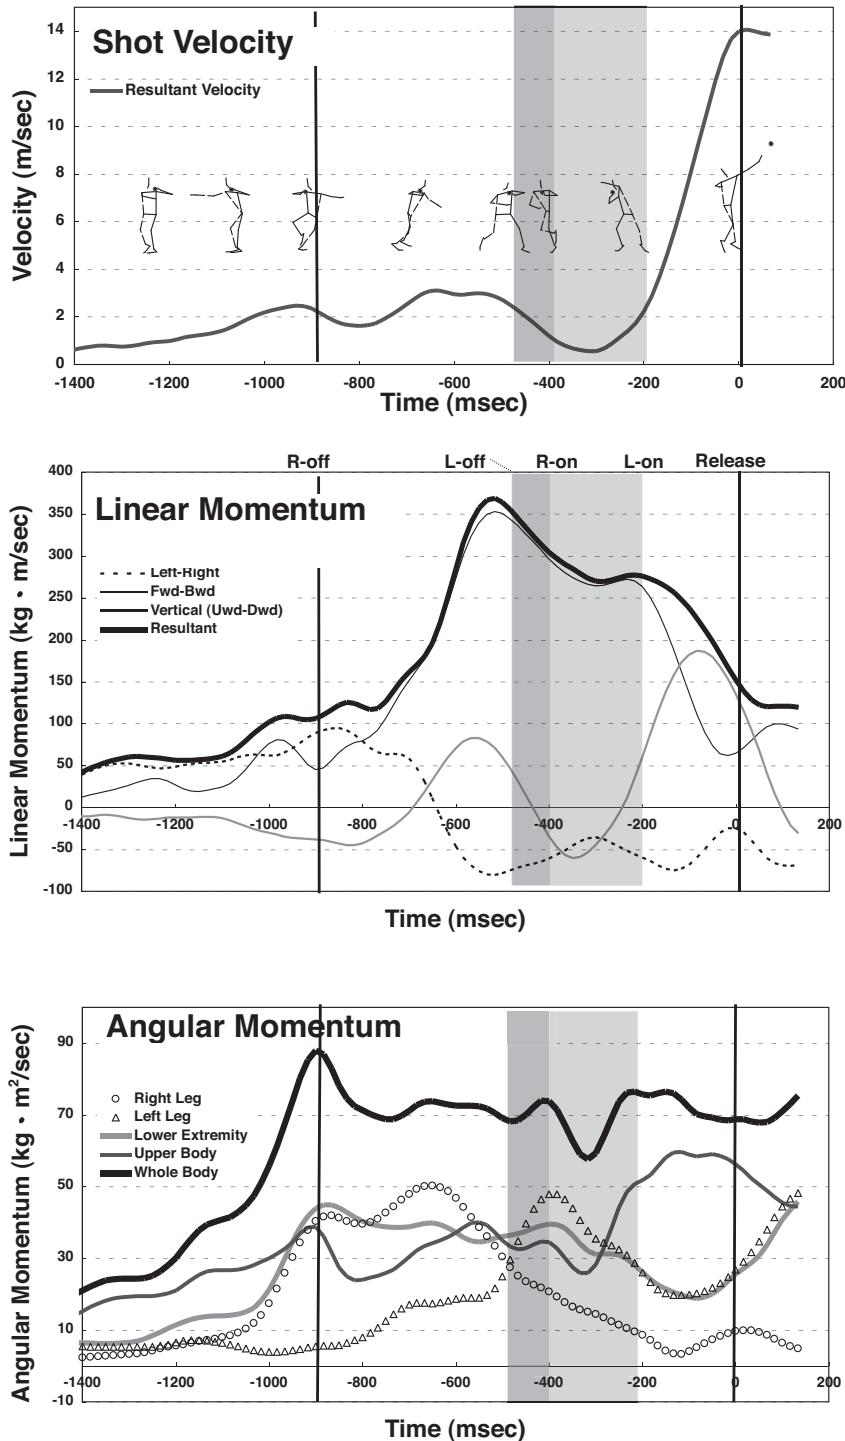 Shot Velocity
Resultant Velocity
Velocity (m/sec)
14
12
10
8
6
4
2
0
-1400 -1200 -1000 -800 -600 -400 -200 0 200
Time (msec)
R-off L-off R-on L-on Release
Linear Momentum
Left-Right
Fwd-Bwd
Vertical (Uwd-Dwd)
Resultant
Linear Momentum (kg • m/sec)
400
350
300
250
200
150
100
50
0
-50
-100
-1400 -1200 -1000 -800 -600 -400 -200 0 200
Time (msec)
Angular Momentum
Right Leg
Left Leg
Lower Extremity
Upper Body
Whole Body
Angular Momentum (kg • m²/sec)
90
70
50
30
10
-10
-1400 -1200 -1000 -800 -600 -400 -200 0 200
Time (msec)